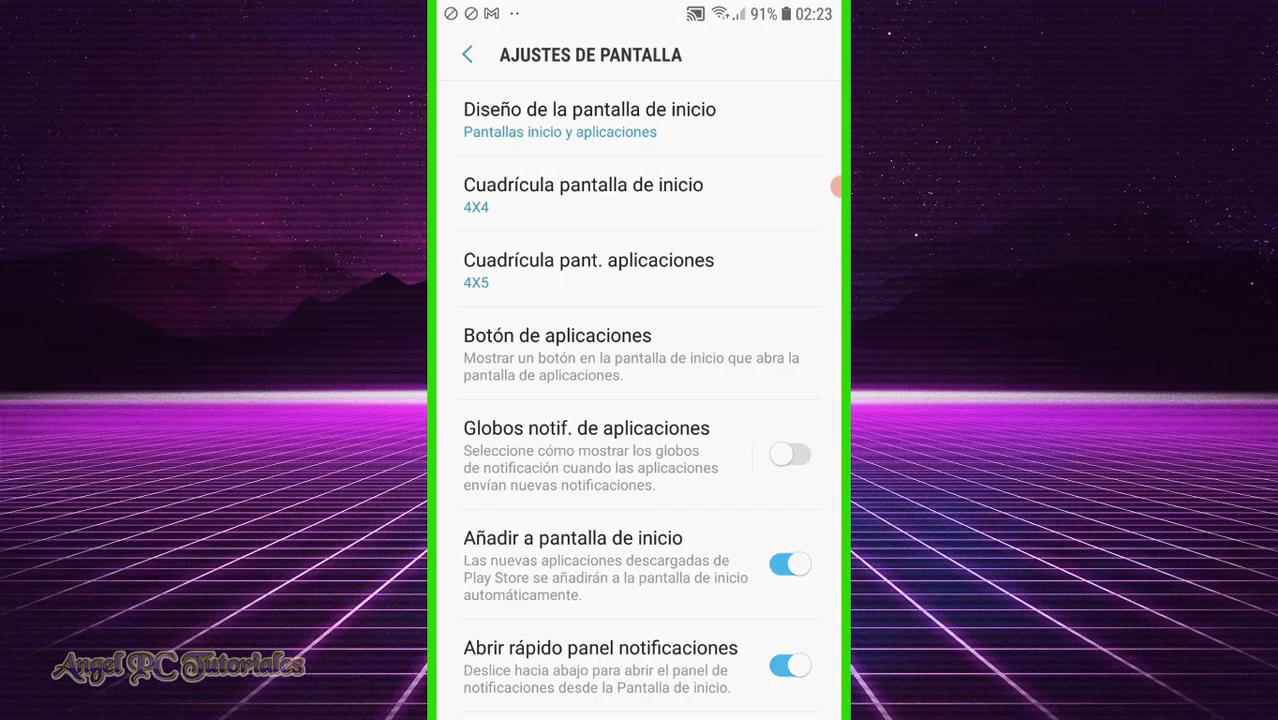 91% 02:23
AJUSTES DE PANTALLA
Diseño de la pantalla de inicio
Pantallas inicio y aplicaciones
Cuadrícula pantalla de inicio
4X4
Cuadrícula pant. aplicaciones
4X5
Botón de aplicaciones
Mostrar un botón en la pantalla de inicio que abra la
pantalla de aplicaciones.
Globos notif. de aplicaciones
Seleccione cómo mostrar los globos
de notificación cuando las aplicaciones
envían nuevas notificaciones.
Añadir a pantalla de inicio
Las nuevas aplicaciones descargadas de
Play Store se añadirán a la pantalla de inicio
automáticamente.
Abrir rápido panel notificaciones
Deslice hacia abajo para abrir el panel de
notificaciones desde la Pantalla de inicio.
Angel PC Tutoriales